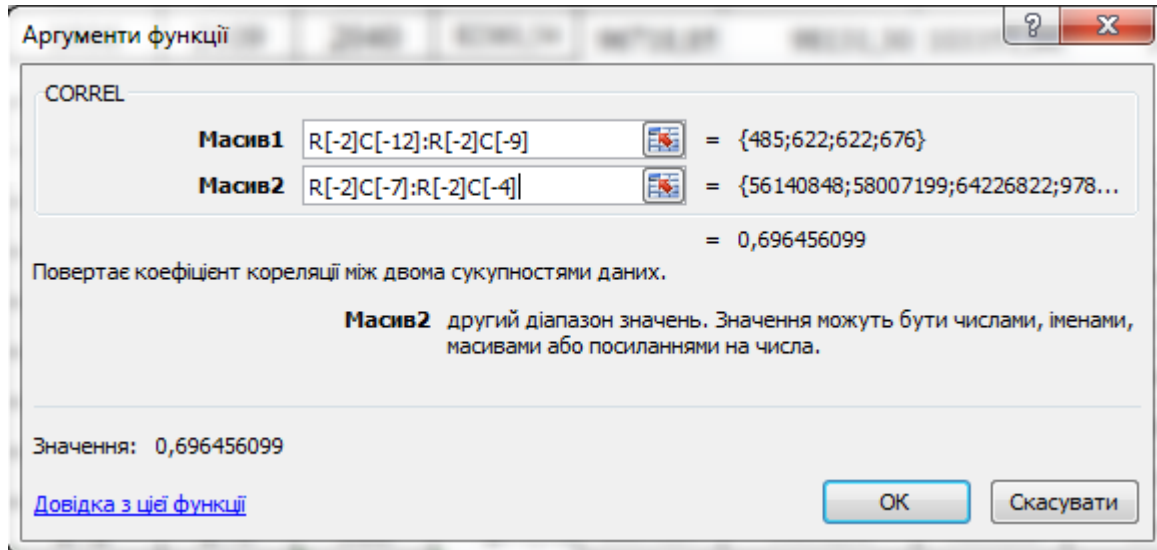 Аргументи функції
CORREL
Масив1 R[-2]C[-12]:R[-2]C[-9] = {485;622;622;676}
Масив2 R[-2]C[-7]:R[-2]C[-4] = {56140848;58007199;64226822;978...
= 0,696456099
Повертає коефіцієнт кореляції між двома сукупностями даних.
Масив2 другий діапазон значень. Значення можуть бути числами, іменами,
масивами або посиланнями на числа.
Значення: 0,696456099
Довідка з цієї функції
ОК
Скасувати